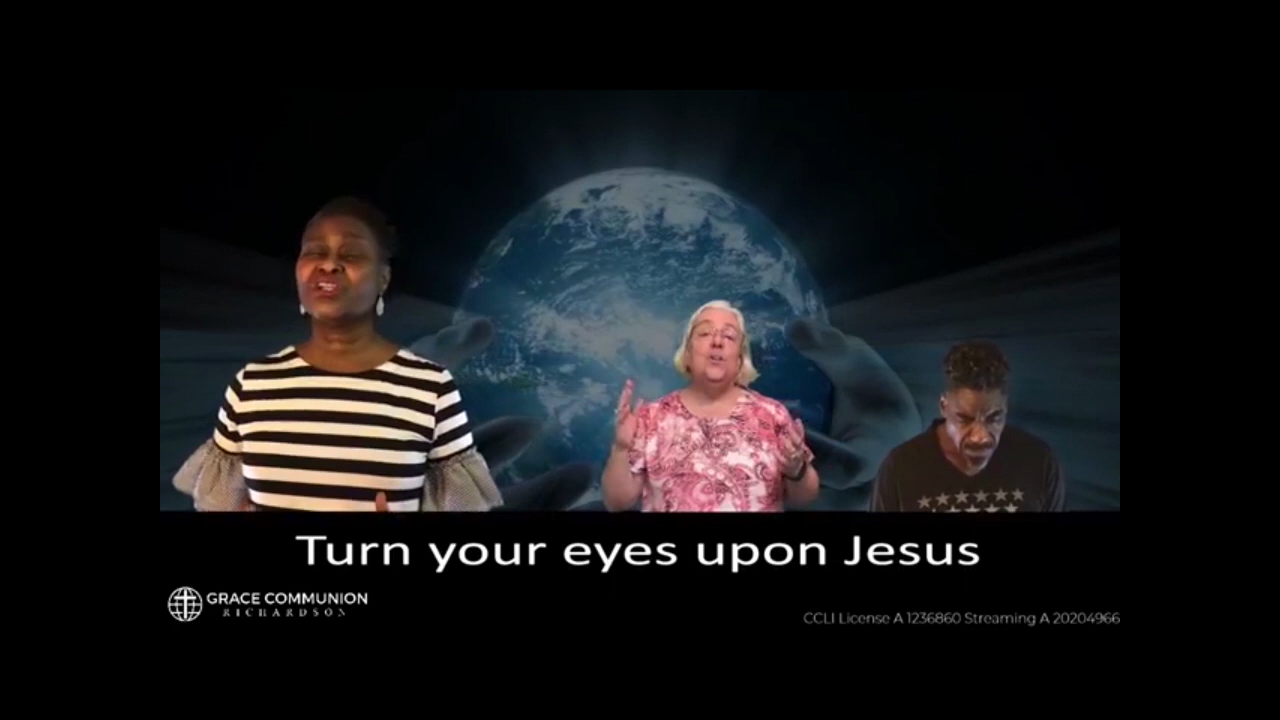 Turn your eyes upon Jesus
GRACE COMMUNION
RICHARDSON
CCLI License A 1236860 Streaming A 20204966